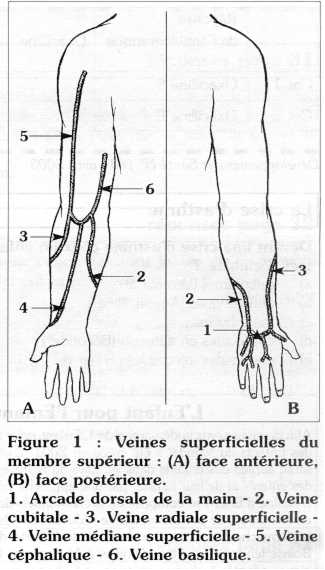 5
6
3
2
4
A
3
2
1
B
Figure 1 : Veines superficielles du
membre supérieur : (A) face antérieure,
(B) face postérieure.
1. Arcade dorsale de la main - 2. Veine
cubitale - 3. Veine radiale superficielle -
4. Veine médiane superficielle - 5. Veine
céphalique - 6. Veine basilique.